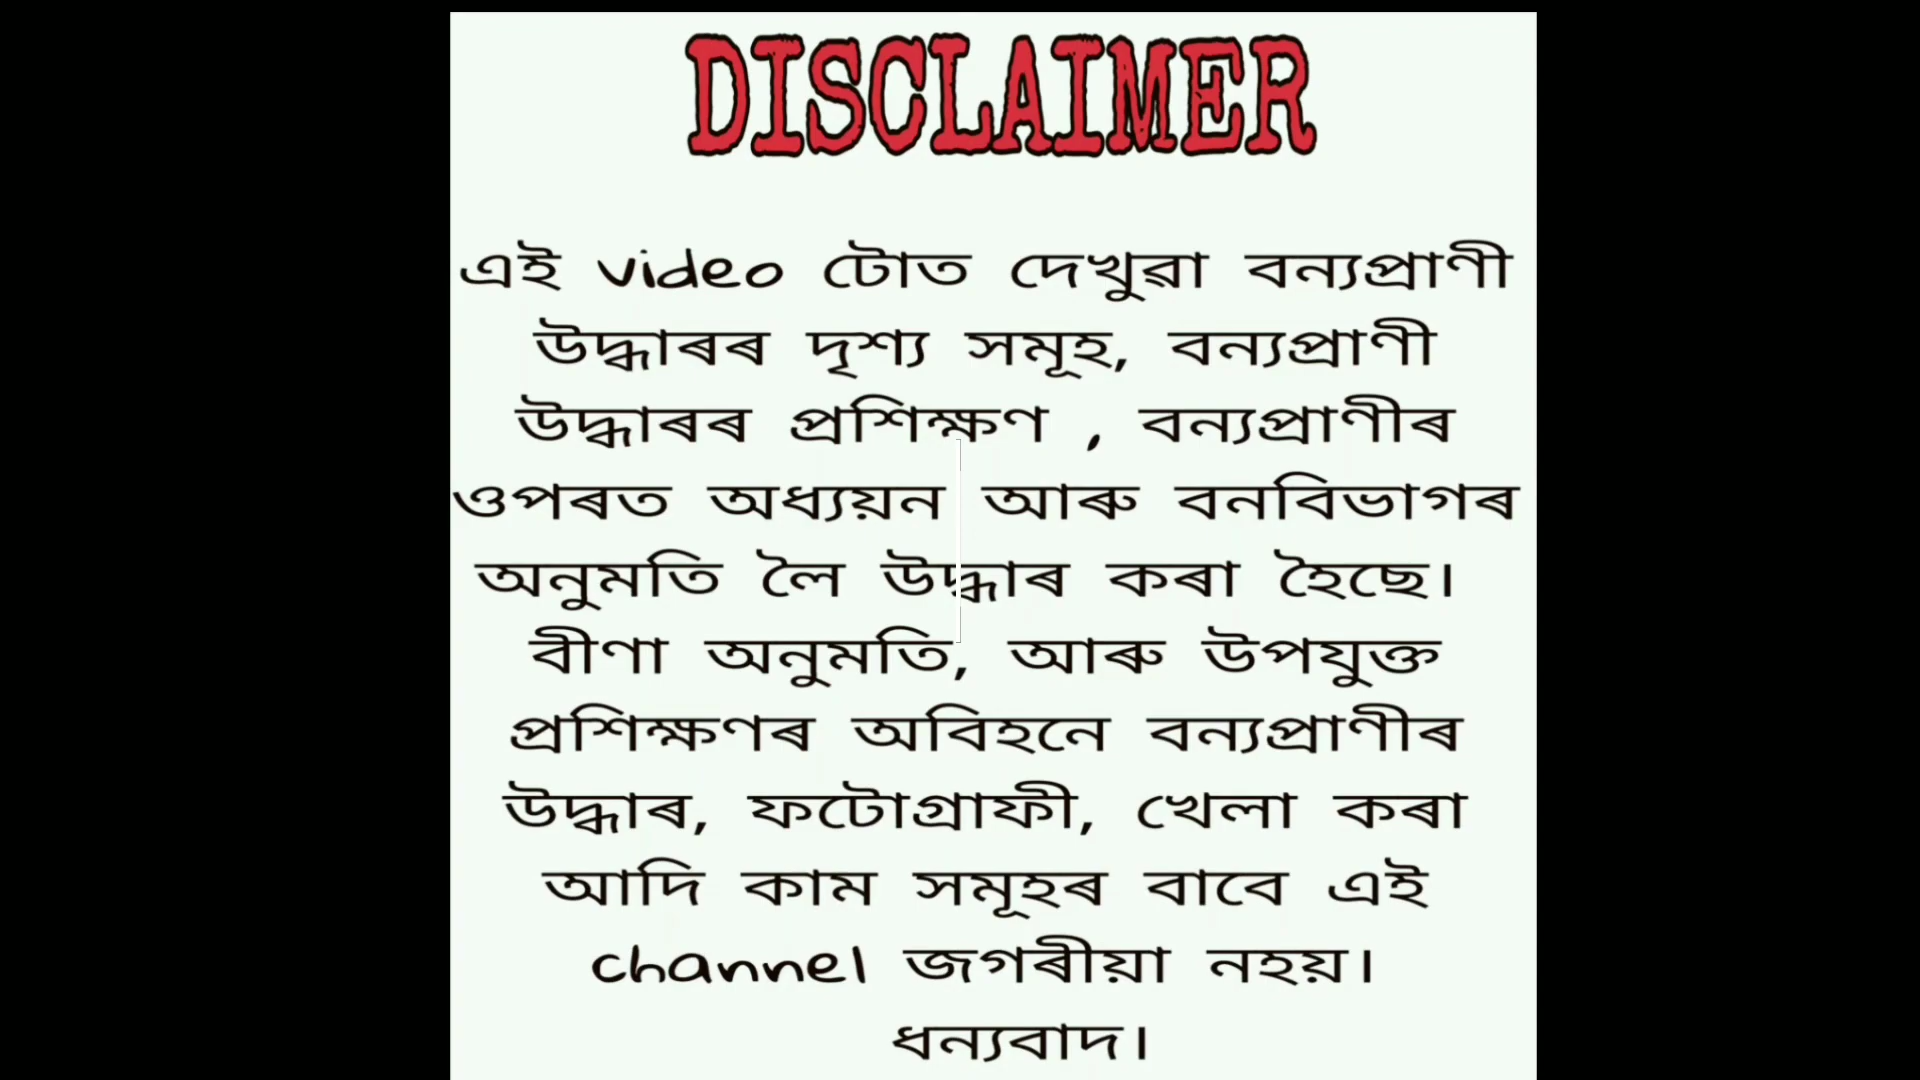 DISCLAIMER
এই video টোত দেখুৱা বন্যপ্ৰাণী
উদ্ধাৰৰ দৃশ্য সমূহ, বন্যপ্ৰাণী
উদ্ধাৰৰ প্ৰশিক্ষণ , বন্যপ্ৰাণীৰ
ওপৰত অধ্যয়ন আৰু বনবিভাগৰ
অনুমতি লৈ উদ্ধাৰ কৰা হৈছে।
বীণা অনুমতি, আৰু উপযুক্ত
প্ৰশিক্ষণৰ অবিহনে বন্যপ্ৰাণীৰ
উদ্ধাৰ, ফটোগ্ৰাফী, খেলা কৰা
আদি কাম সমূহৰ বাবে এই
channel জগৰীয়া নহয়।
ধন্যবাদ।